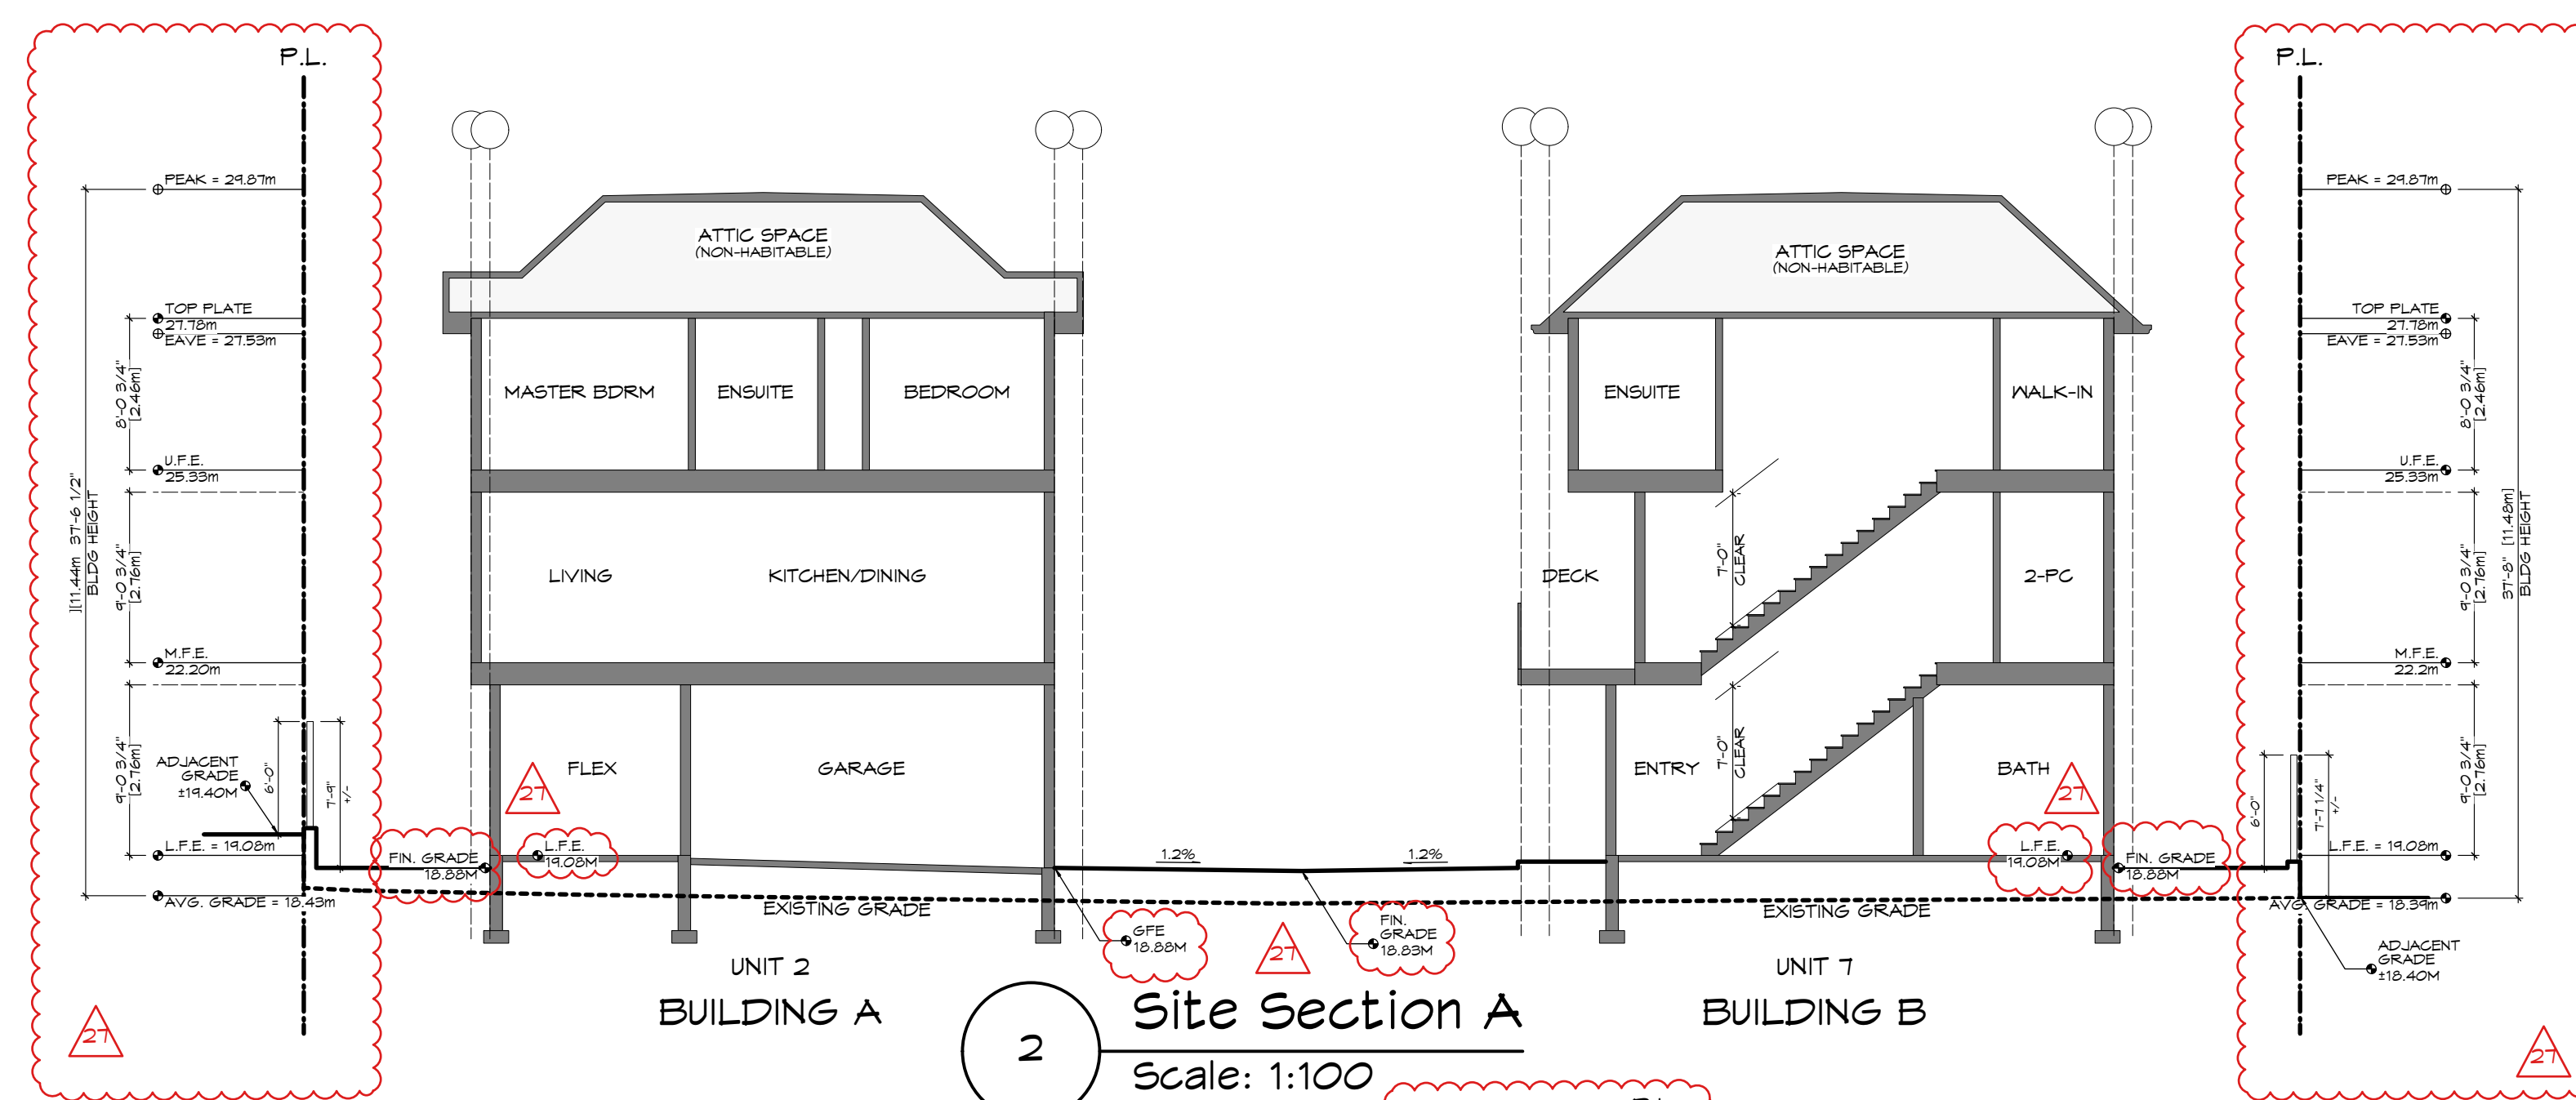 P.L.
PEAK = 29.87m
TOP PLATE
27.78m
EAVE = 27.53m
8'-0 3/4"
[2.46m]
U.F.E.
25.33m
][11.44m 37'-6 1/2"
BLDG HEIGHT
9'-0 3/4"
[2.76m]
M.F.E.
22.20m
9'-0 3/4"
[2.76m]
ADJACENT
GRADE
±19.40M
6'-0"
7'-9"
+/-
L.F.E. = 19.08m
AVG. GRADE = 18.43m
27
FIN. GRADE
18.88M
ATTIC SPACE
(NON-HABITABLE)
MASTER BDRM
ENSUITE
BEDROOM
LIVING
KITCHEN/DINING
FLEX
GARAGE
27
L.F.E.
19.08M
EXISTING GRADE
UNIT 2
BUILDING A
1.2%
1.2%
GFE
18.88M
27
FIN.
GRADE
18.83M
2
Site Section A
Scale: 1:100
ATTIC SPACE
(NON-HABITABLE)
ENSUITE
WALK-IN
DECK
7'-0"
CLEAR
2-PC
ENTRY
7'-0"
CLEAR
BATH
27
L.F.E.
19.08M
FIN. GRADE
18.88M
EXISTING GRADE
UNIT 7
BUILDING B
P.L.
PEAK = 29.87m
TOP PLATE
27.78m
EAVE = 27.53m
8'-0 3/4"
[2.46m]
U.F.E.
25.33m
37'-8" [11.48m]
BLDG HEIGHT
9'-0 3/4"
[2.76m]
M.F.E.
22.2m
9'-0 3/4"
[2.76m]
6'-0"
7'-7 1/4"
+/-
L.F.E. = 19.08m
AVG. GRADE = 18.39m
ADJACENT
GRADE
±18.40M
27